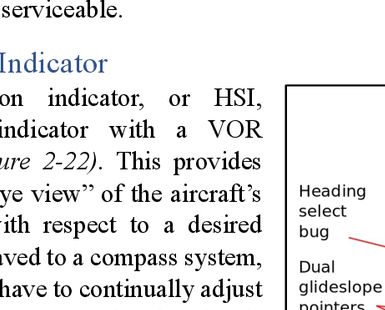 serviceable.
Indicator
on indicator, or HSI,
indicator with a VOR
ure 2-22). This provides
ye view” of the aircraft’s
with respect to a desired
aved to a compass system,
have to continually adjust
Heading
select
bug
Dual
glideslope
pointers